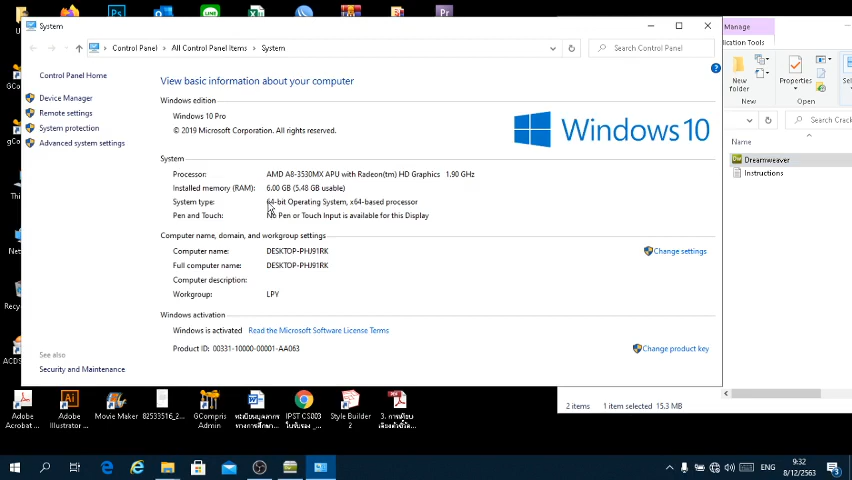 System
Control Panel > All Control Panel Items > System
Search Control Panel
Control Panel Home
Device Manager
Remote settings
System protection
Advanced system settings
See also
Security and Maintenance
View basic information about your computer
Windows edition
Windows 10 Pro
© 2019 Microsoft Corporation. All rights reserved.
Windows 10
System
Processor: AMD A8-3530MX APU with Radeon(tm) HD Graphics 1.90 GHz
Installed memory (RAM): 6.00 GB (5.48 GB usable)
System type: 64-bit Operating System, x64-based processor
Pen and Touch: No Pen or Touch Input is available for this Display
Computer name, domain, and workgroup settings
Computer name: DESKTOP-PHJ91RK
Change settings
Full computer name: DESKTOP-PHJ91RK
Computer description:
Workgroup: LPY
Windows activation
Windows is activated Read the Microsoft Software License Terms
Product ID: 00331-10000-00001-AA063
Change product key
Manage
lication Tools
New folder
Properties
New
Open
Search Crack
Name
Dreamweaver
Instructions
2 items 1 item selected 15.3 MB
Adobe Acrobat ...
Adobe Illustrator ...
Movie Maker
82533516_2...
GCompris Admin
IPST CS003
Style Builder 2
ENG
9:32
8/12/2563